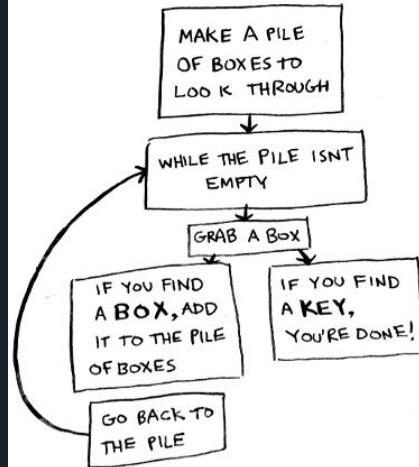 MAKE A PILE
OF BOXES TO
LOOK THROUGH
WHILE THE PILE ISNT
EMPTY
GRAB A BOX
IF YOU FIND
A BOX, ADD
IT TO THE PILE
OF BOXES
IF YOU FIND
A KEY,
YOU'RE DONE!
GO BACK TO
THE PILE